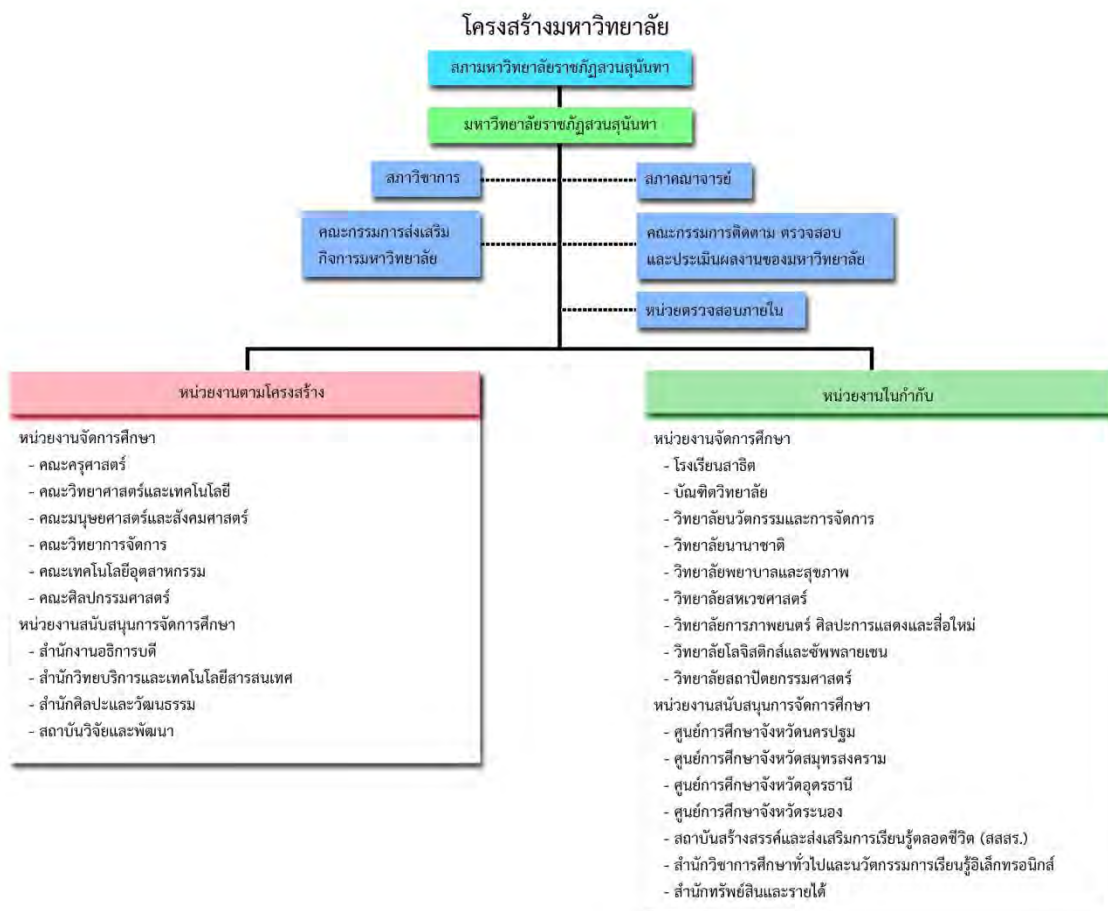 โครงสร้างมหาวิทยาลัย
สภามหาวิทยาลัยราชภัฏสวนสุนันทา
มหาวิทยาลัยราชภัฏสวนสุนันทา
สภาวิชาการ
สภาคณาจารย์
คณะกรรมการส่งเสริม
กิจการมหาวิทยาลัย
คณะกรรมการติดตาม ตรวจสอบ
และประเมินผลงานของมหาวิทยาลัย
หน่วยตรวจสอบภายใน
หน่วยงานตามโครงสร้าง
หน่วยงานจัดการศึกษา
- คณะครุศาสตร์
- คณะวิทยาศาสตร์และเทคโนโลยี
- คณะมนุษยศาสตร์และสังคมศาสตร์
- คณะวิทยาการจัดการ
- คณะเทคโนโลยีอุตสาหกรรม
- คณะศิลปกรรมศาสตร์
หน่วยงานสนับสนุนการจัดการศึกษา
- สำนักงานอธิการบดี
- สำนักวิทยบริการและเทคโนโลยีสารสนเทศ
- สำนักศิลปะและวัฒนธรรม
- สถาบันวิจัยและพัฒนา
หน่วยงานในกำกับ
หน่วยงานจัดการศึกษา
- โรงเรียนสาธิต
- บัณฑิตวิทยาลัย
- วิทยาลัยนวัตกรรมและการจัดการ
- วิทยาลัยนานาชาติ
- วิทยาลัยพยาบาลและสุขภาพ
- วิทยาลัยสหเวชศาสตร์
- วิทยาลัยการภาพยนตร์ ศิลปะการแสดงและสื่อใหม่
- วิทยาลัยโลจิสติกส์และซัพพลายเชน
- วิทยาลัยสถาปัตยกรรมศาสตร์
หน่วยงานสนับสนุนการจัดการศึกษา
- ศูนย์การศึกษาจังหวัดนครปฐม
- ศูนย์การศึกษาจังหวัดสมุทรสงคราม
- ศูนย์การศึกษาจังหวัดอุดรธานี
- ศูนย์การศึกษาจังหวัดระนอง
- สถาบันสร้างสรรค์และส่งเสริมการเรียนรู้ตลอดชีวิต (สสสร.)
- สำนักวิชาการศึกษาทั่วไปและนวัตกรรมการเรียนรู้อิเล็กทรอนิกส์
- สำนักทรัพย์สินและรายได้